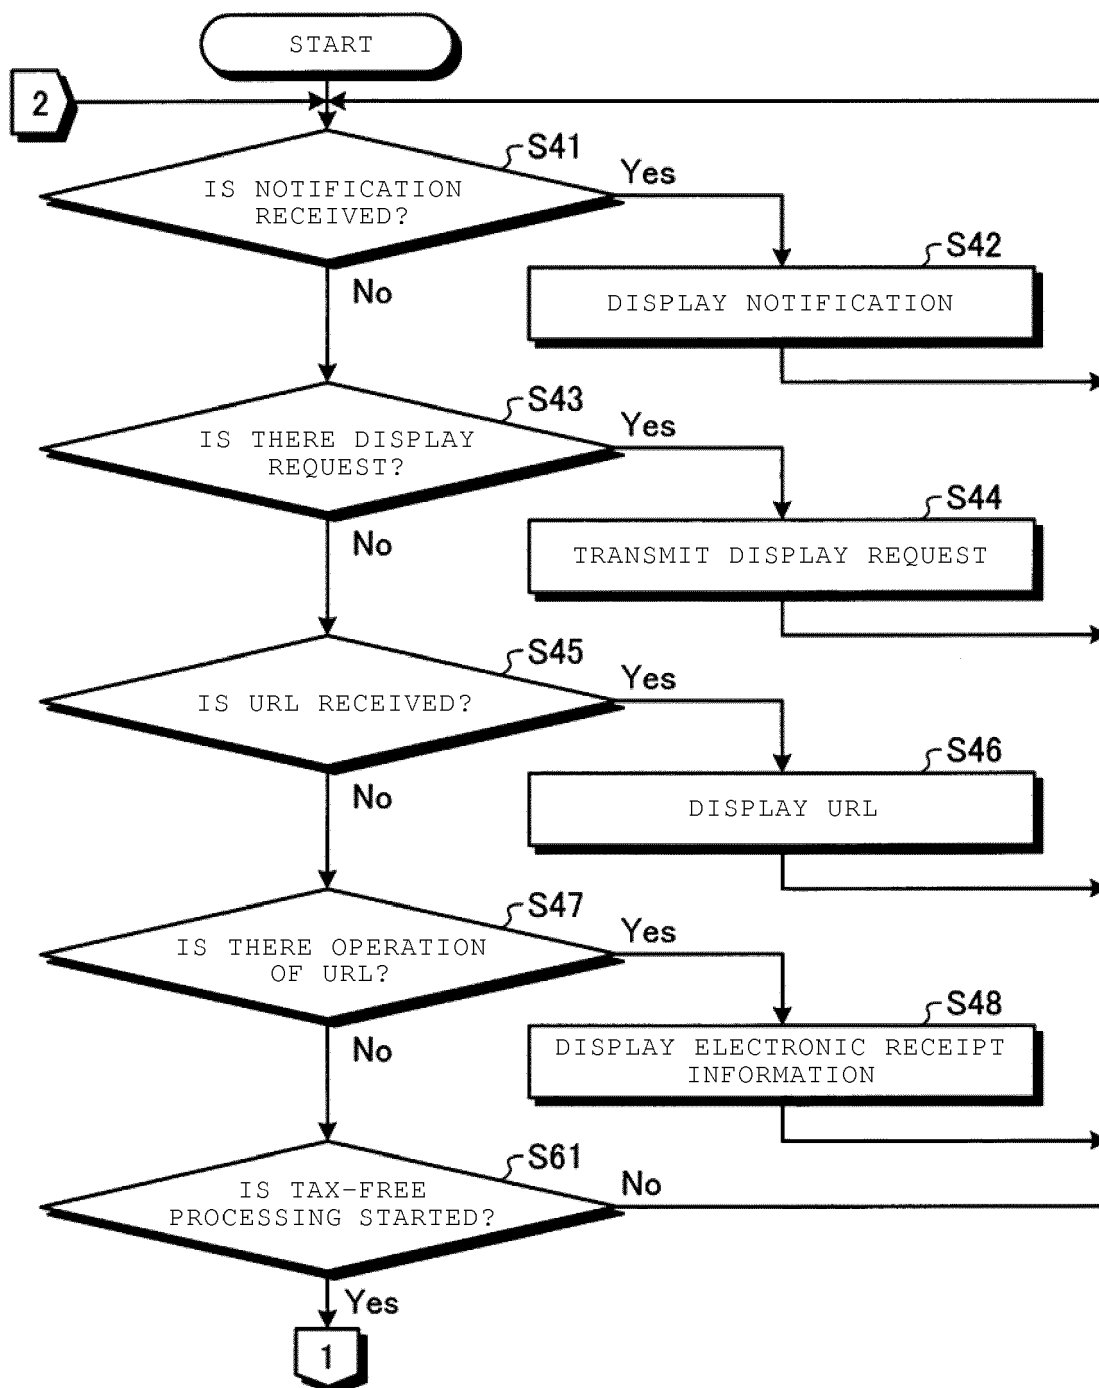 START
2
S41
IS NOTIFICATION
RECEIVED?
Yes
S42
DISPLAY NOTIFICATION
No
S43
IS THERE DISPLAY
REQUEST?
Yes
S44
TRANSMIT DISPLAY REQUEST
No
S45
IS URL RECEIVED?
Yes
S46
DISPLAY URL
No
S47
IS THERE OPERATION
OF URL?
Yes
S48
DISPLAY ELECTRONIC RECEIPT
INFORMATION
No
S61
IS TAX-FREE
PROCESSING STARTED?
No
Yes
1